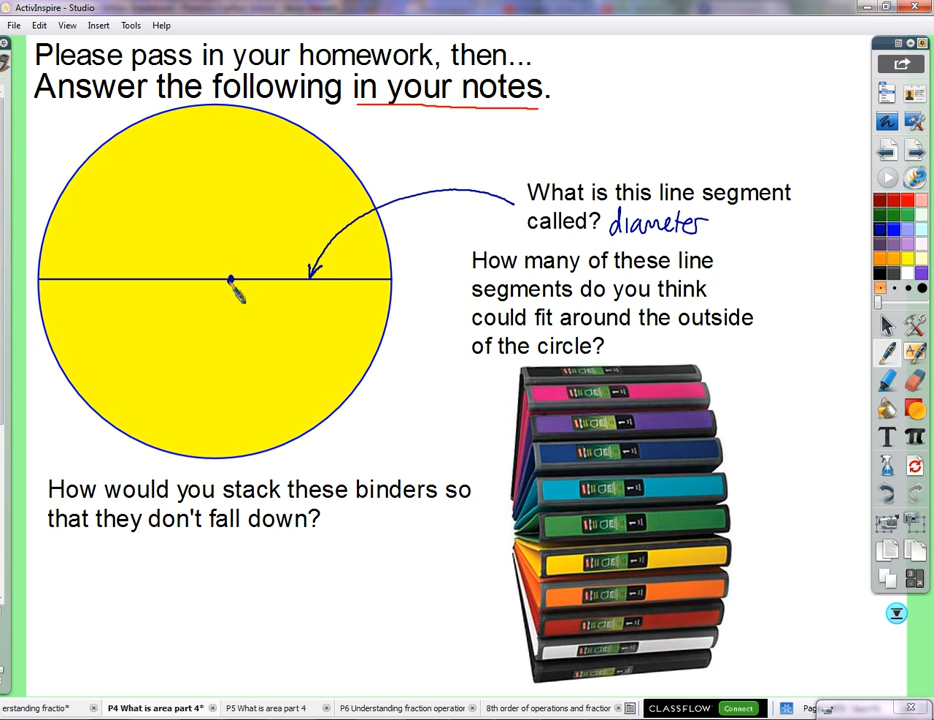 ActivInspire - Studio
File Edit View Insert Tools Help
Please pass in your homework, then...
Answer the following in your notes.
What is this line segment
called? diameter
How many of these line
segments do you think
could fit around the outside
of the circle?
How would you stack these binders so
that they don't fall down?
erstanding fractio*
P4 What is area part 4*
P5 What is area part 4
P6 Understanding fraction operatio
8th order of operations and fraction
CLASSFLOW Connect
Pag